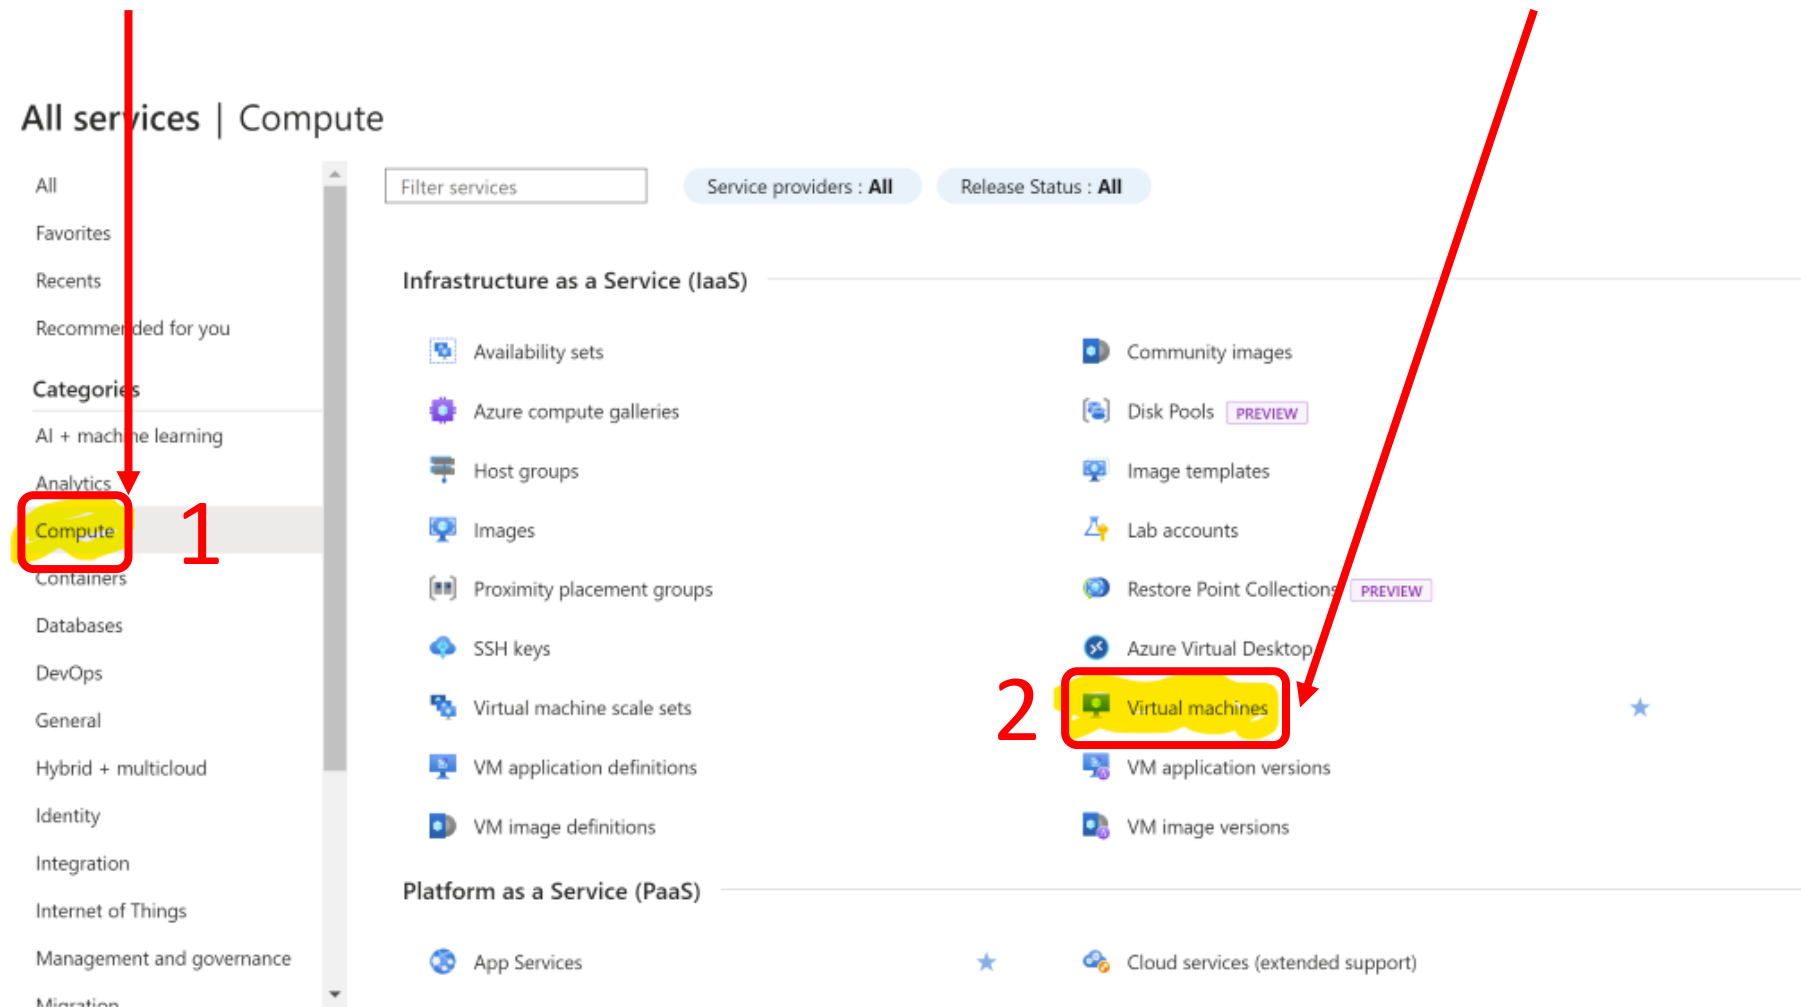 All services | Compute
All
Favorites
Recents
Recommended for you
Categories
AI + machine learning
Analytics
Compute
1
Containers
Databases
DevOps
General
Hybrid + multicloud
Identity
Integration
Internet of Things
Management and governance
Migration
Filter services
Service providers : All
Release Status : All
Infrastructure as a Service (IaaS)
Availability sets
Community images
Azure compute galleries
Disk Pools PREVIEW
Host groups
Image templates
Images
Lab accounts
Proximity placement groups
Restore Point Collections PREVIEW
SSH keys
Azure Virtual Desktop
Virtual machine scale sets
2
Virtual machines
VM application definitions
VM application versions
VM image definitions
VM image versions
Platform as a Service (PaaS)
App Services
Cloud services (extended support)